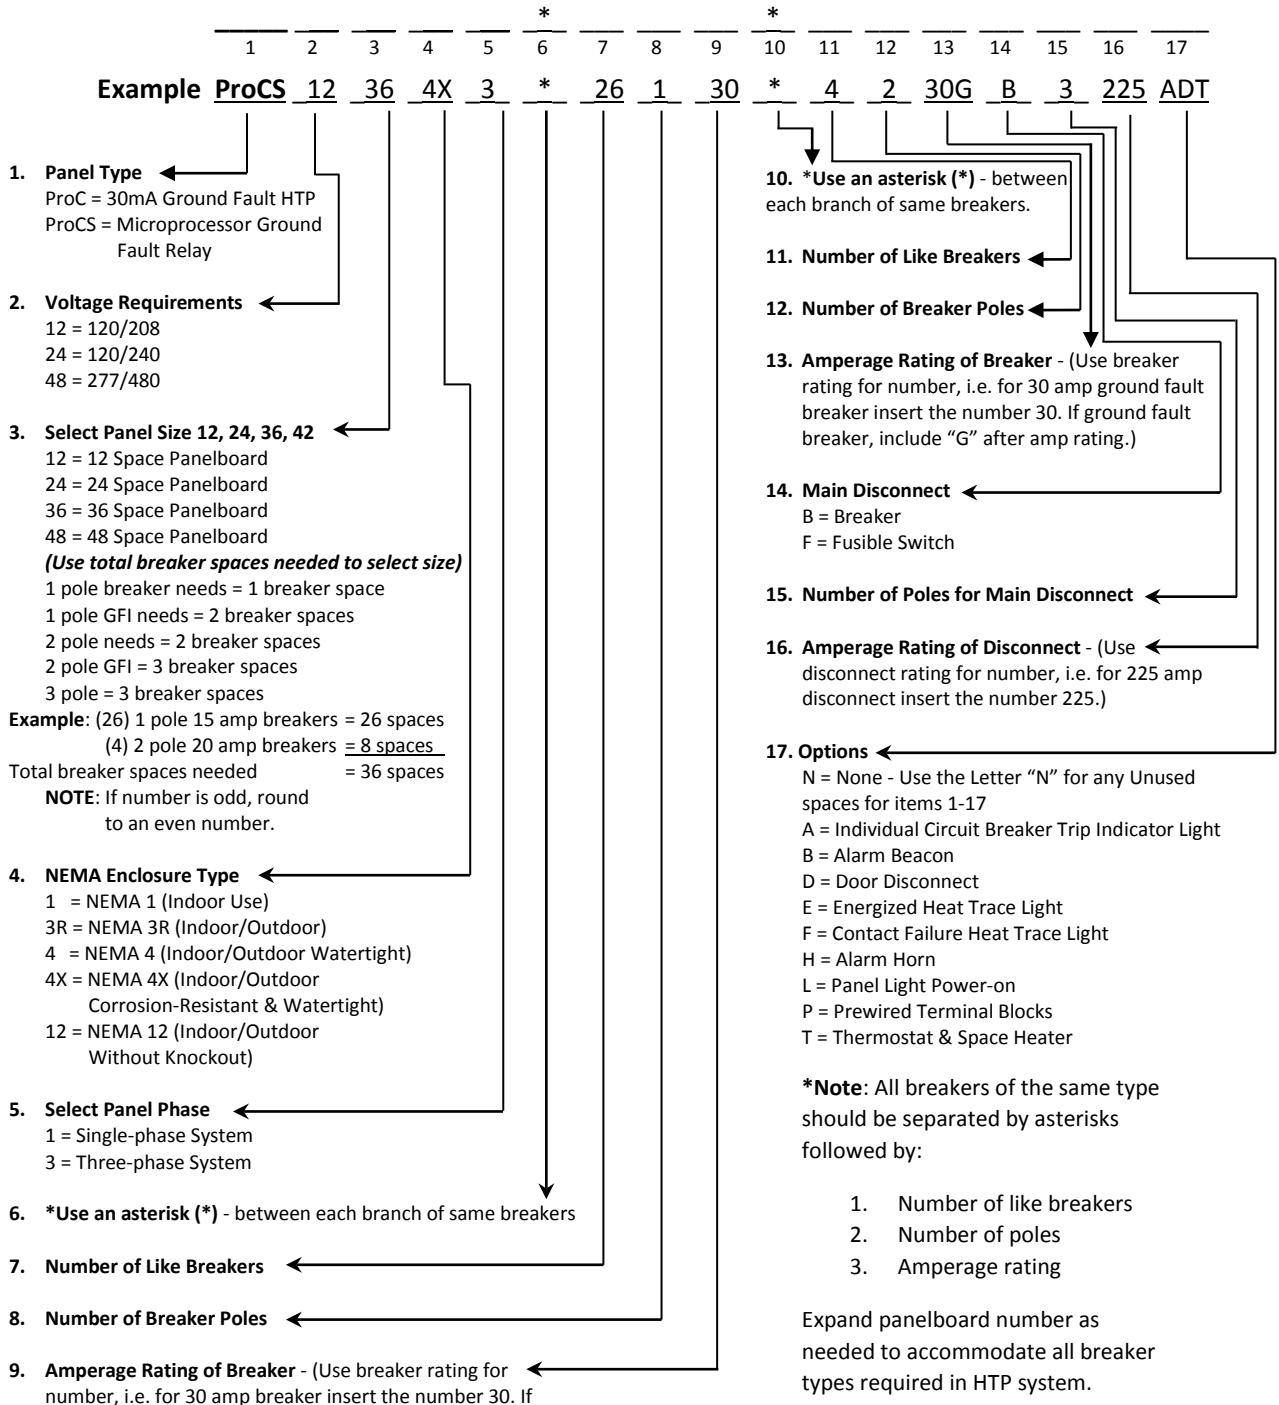 * *
1 2 3 4 5 6 7 8 9 10 11 12 13 14 15 16 17
Example ProCS 12 36 4X 3 * 26 1 30 * 4 2 30G B 3 225 ADT
1. Panel Type
ProC = 30mA Ground Fault HTP
ProCS = Microprocessor Ground
Fault Relay
2. Voltage Requirements
12 = 120/208
24 = 120/240
48 = 277/480
3. Select Panel Size 12, 24, 36, 42
12 = 12 Space Panelboard
24 = 24 Space Panelboard
36 = 36 Space Panelboard
48 = 48 Space Panelboard
(Use total breaker spaces needed to select size)
1 pole breaker needs = 1 breaker space
1 pole GFI needs = 2 breaker spaces
2 pole needs = 2 breaker spaces
2 pole GFI = 3 breaker spaces
3 pole = 3 breaker spaces
Example: (26) 1 pole 15 amp breakers = 26 spaces
(4) 2 pole 20 amp breakers = 8 spaces
Total breaker spaces needed = 36 spaces
NOTE: If number is odd, round
to an even number.
4. NEMA Enclosure Type
1 = NEMA 1 (Indoor Use)
3R = NEMA 3R (Indoor/Outdoor)
4 = NEMA 4 (Indoor/Outdoor Watertight)
4X = NEMA 4X (Indoor/Outdoor
Corrosion-Resistant & Watertight)
12 = NEMA 12 (Indoor/Outdoor
Without Knockout)
5. Select Panel Phase
1 = Single-phase System
3 = Three-phase System
6. *Use an asterisk (*) - between each branch of same breakers
7. Number of Like Breakers
8. Number of Breaker Poles
9. Amperage Rating of Breaker - (Use breaker rating for
number, i.e. for 30 amp breaker insert the number 30. If
10. *Use an asterisk (*) - between
each branch of same breakers.
11. Number of Like Breakers
12. Number of Breaker Poles
13. Amperage Rating of Breaker - (Use breaker
rating for number, i.e. for 30 amp ground fault
breaker insert the number 30. If ground fault
breaker, include “G” after amp rating.)
14. Main Disconnect
B = Breaker
F = Fusible Switch
15. Number of Poles for Main Disconnect
16. Amperage Rating of Disconnect - (Use
disconnect rating for number, i.e. for 225 amp
disconnect insert the number 225.)
17. Options
N = None - Use the Letter “N” for any Unused
spaces for items 1-17
A = Individual Circuit Breaker Trip Indicator Light
B = Alarm Beacon
D = Door Disconnect
E = Energized Heat Trace Light
F = Contact Failure Heat Trace Light
H = Alarm Horn
L = Panel Light Power-on
P = Prewired Terminal Blocks
T = Thermostat & Space Heater
*Note: All breakers of the same type
should be separated by asterisks
followed by:
1. Number of like breakers
2. Number of poles
3. Amperage rating
Expand panelboard number as
needed to accommodate all breaker
types required in HTP system.